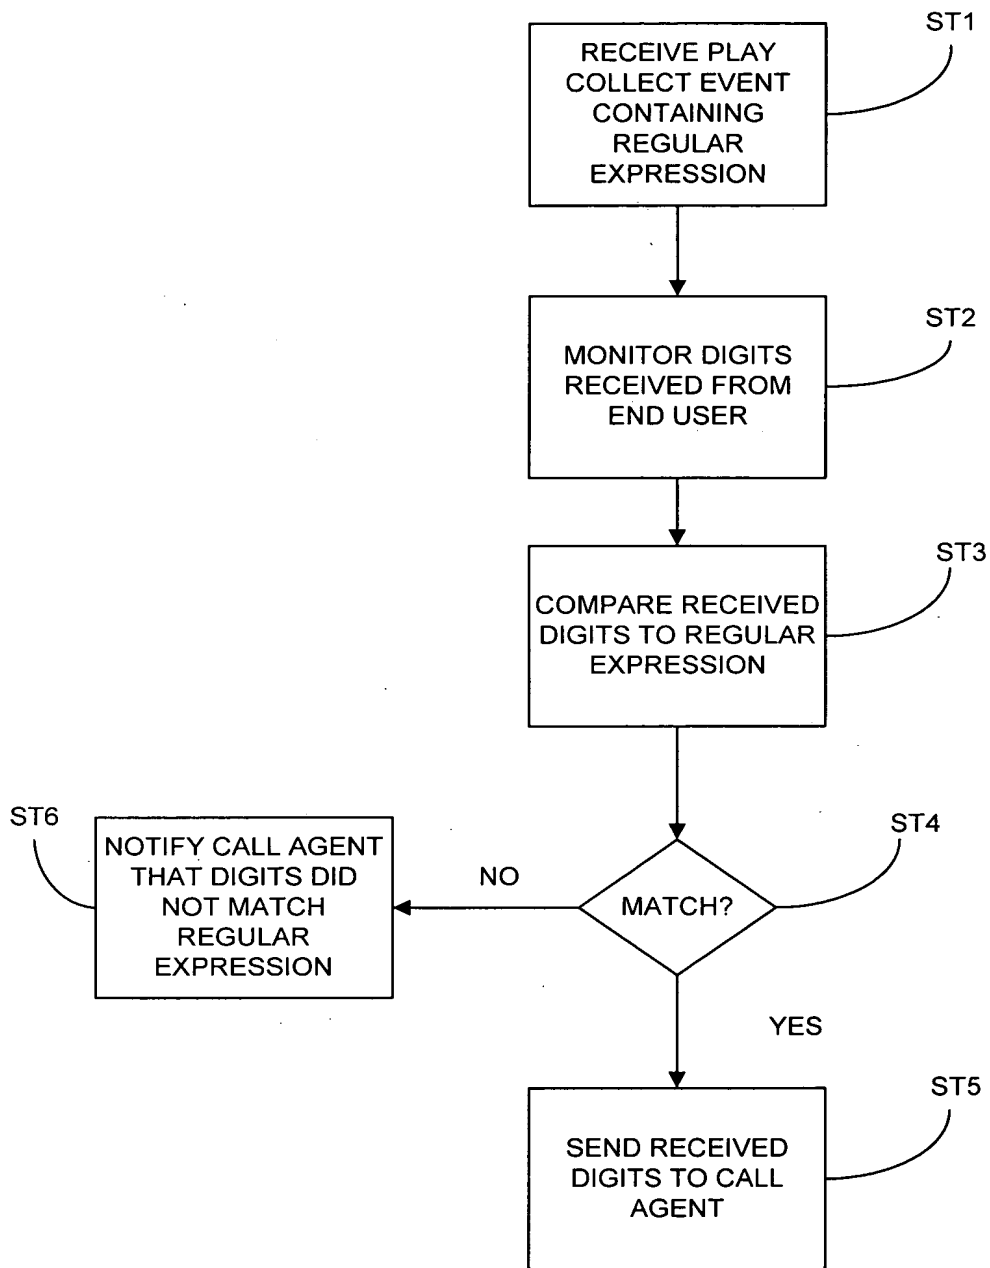 ST1
RECEIVE PLAY
COLLECT EVENT
CONTAINING
REGULAR
EXPRESSION
ST2
MONITOR DIGITS
RECEIVED FROM
END USER
ST3
COMPARE RECEIVED
DIGITS TO REGULAR
EXPRESSION
ST6
NOTIFY CALL AGENT
THAT DIGITS DID
NOT MATCH
REGULAR
EXPRESSION
NO
MATCH?
ST4
YES
ST5
SEND RECEIVED
DIGITS TO CALL
AGENT